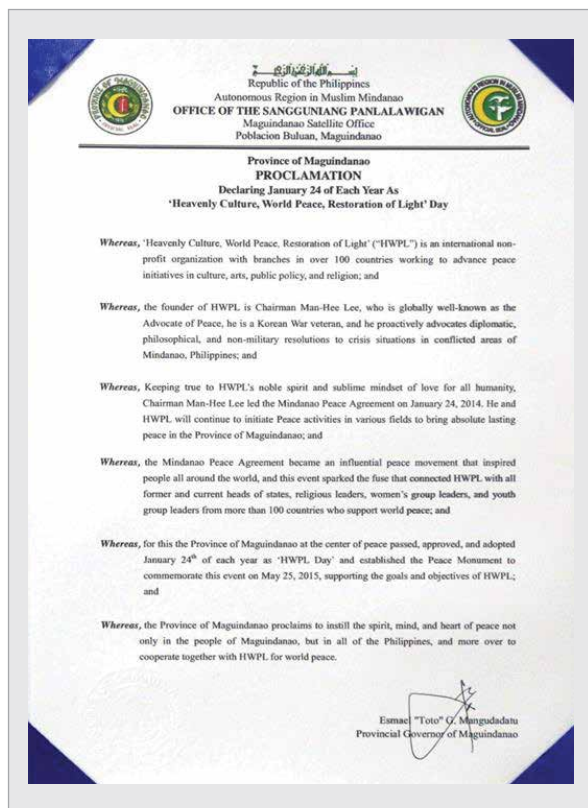 بِسْمِ اللهِ الرَّحْمٰنِ الرَّحِيْمِ
Republic of the Philippines
Autonomous Region in Muslim Mindanao
OFFICE OF THE SANGGUNIANG PANLALAWIGAN
Maguindanao Satellite Office
Poblacion Buluan, Maguindanao
Province of Maguindanao
PROCLAMATION
Declaring January 24 of Each Year As
‘Heavenly Culture, World Peace, Restoration of Light’ Day
Whereas, ‘Heavenly Culture, World Peace, Restoration of Light’ (“HWPL”) is an international non-
profit organization with branches in over 100 countries working to advance peace
initiatives in culture, arts, public policy, and religion; and
Whereas, the founder of HWPL is Chairman Man-Hee Lee, who is globally well-known as the
Advocate of Peace, he is a Korean War veteran, and he proactively advocates diplomatic,
philosophical, and non-military resolutions to crisis situations in conflicted areas of
Mindanao, Philippines; and
Whereas, Keeping true to HWPL’s noble spirit and sublime mindset of love for all humanity,
Chairman Man-Hee Lee led the Mindanao Peace Agreement on January 24, 2014. He and
HWPL will continue to initiate Peace activities in various fields to bring absolute lasting
peace in the Province of Maguindanao; and
Whereas, the Mindanao Peace Agreement became an influential peace movement that inspired
people all around the world, and this event sparked the fuse that connected HWPL with all
former and current heads of states, religious leaders, women’s group leaders, and youth
group leaders from more than 100 countries who support world peace; and
Whereas, for this the Province of Maguindanao at the center of peace passed, approved, and adopted
January 24th of each year as ‘HWPL Day’ and established the Peace Monument to
commemorate this event on May 25, 2015, supporting the goals and objectives of HWPL;
and
Whereas, the Province of Maguindanao proclaims to instill the spirit, mind, and heart of peace not
only in the people of Maguindanao, but in all of the Philippines, and more over to
cooperate together with HWPL for world peace.
Esmael "Toto" G. Mangudadatu
Provincial Governor of Maguindanao